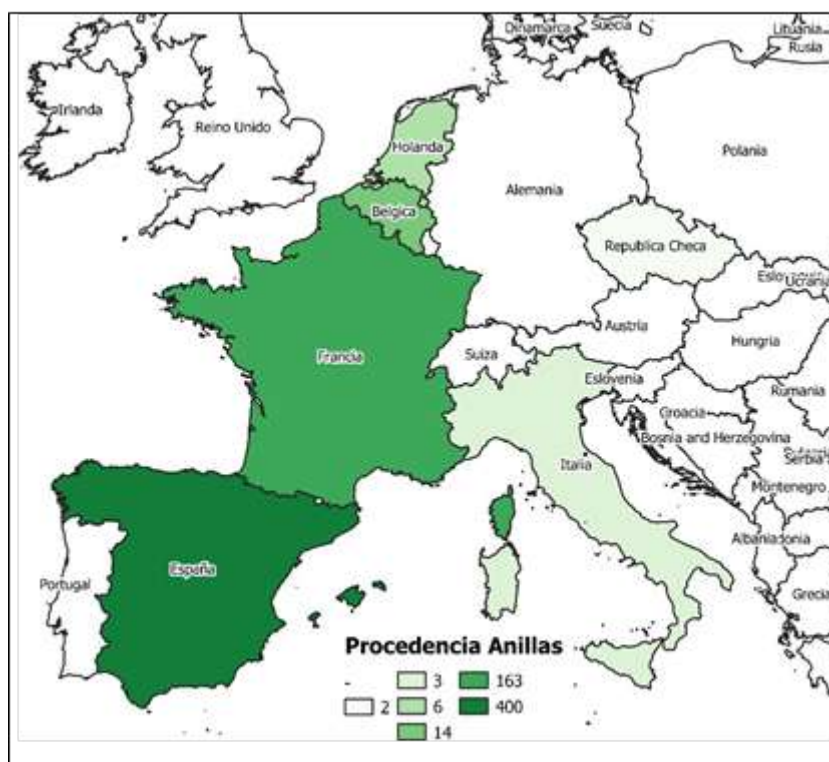 Dinamarca
Suecia
Lituania
Rusia
Irlanda
Reino Unido
Holanda
Polania
Alemania
Belgica
Republica Checa
Ucrania
Austria
Francia
Suiza
Hungria
Eslovenia
Rumania
Croacia
Bosnia and Herzegovina
Serbia
Italia
Montenegro
Albania
Grecia
España
Portugal
Procedencia Anillas
-
2
3
6
14
163
400